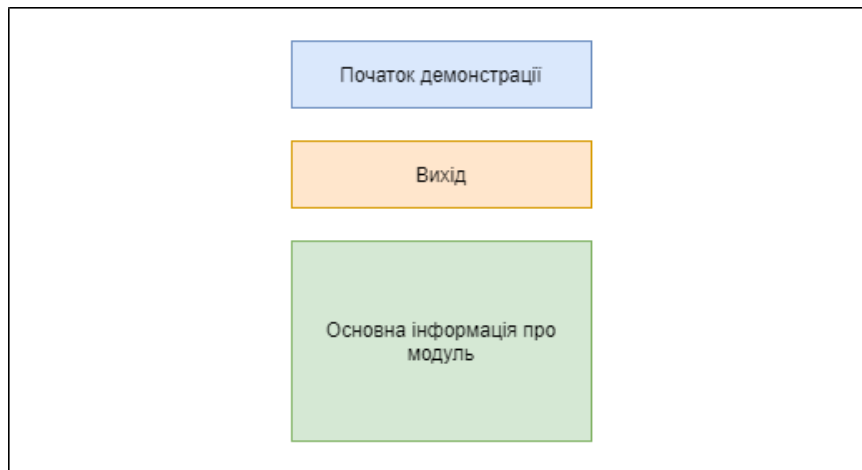 Початок демонстрації
Вихід
Основна інформація про
модуль